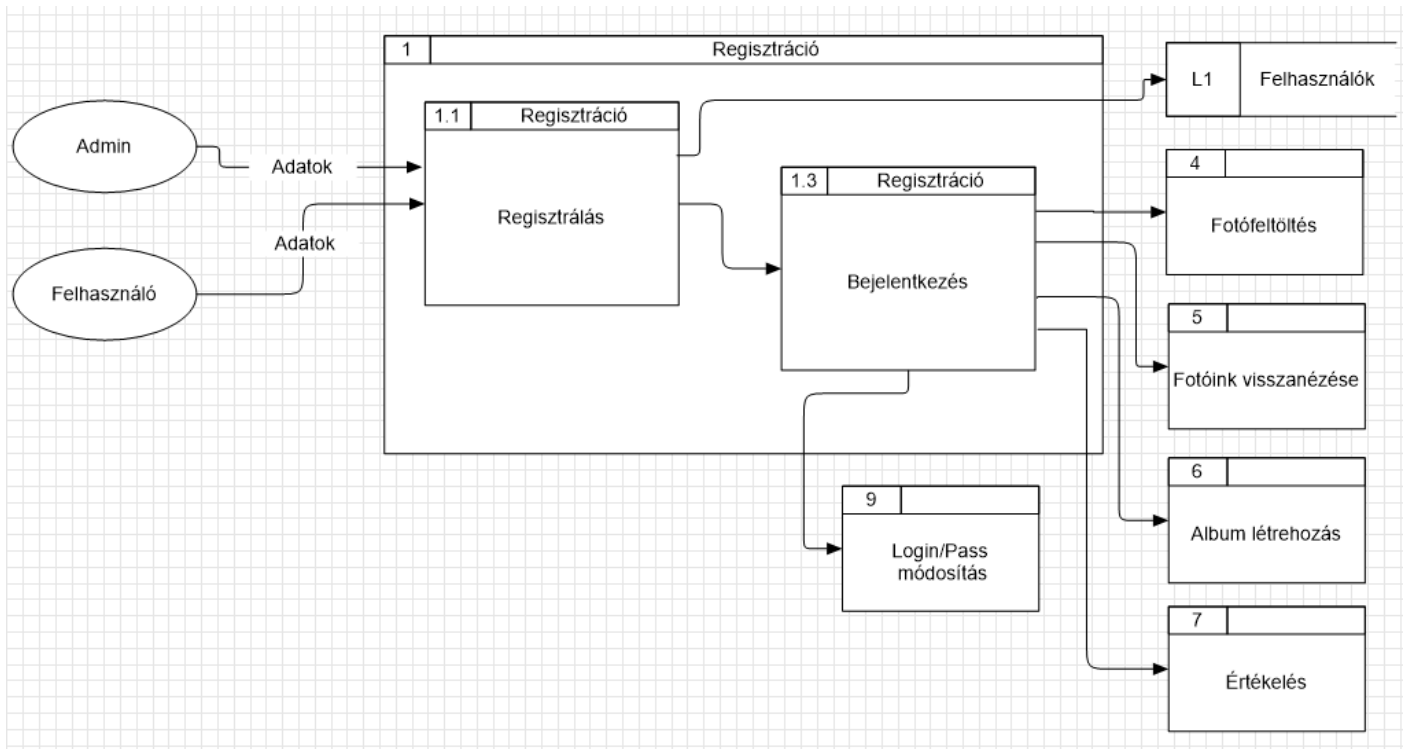 1
Regisztráció
L1
Felhasználók
1.1
Regisztráció
Admin
Adatok
4
1.3
Regisztráció
Regisztrálás
Fotófeltöltés
Adatok
Felhasználó
Bejelentkezés
5
Fotóink visszanézése
6
9
Album létrehozás
Login/Pass
módosítás
7
Értékelés